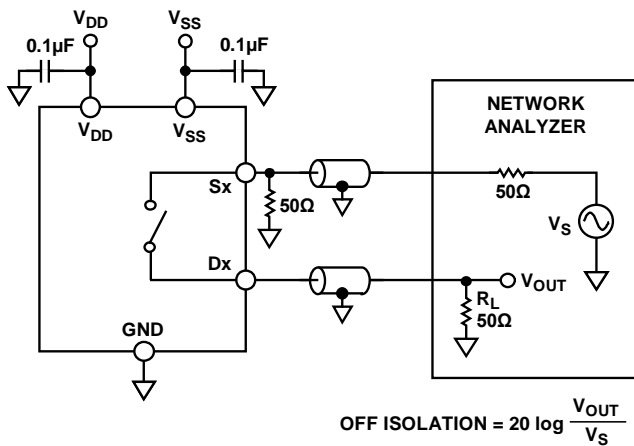 V_DD
V_SS
0.1µF
0.1µF
V_DD
V_SS
NETWORK
ANALYZER
Sx
50Ω
50Ω
V_S
Dx
V_OUT
R_L
50Ω
GND
OFF ISOLATION = 20 log V_OUT / V_S